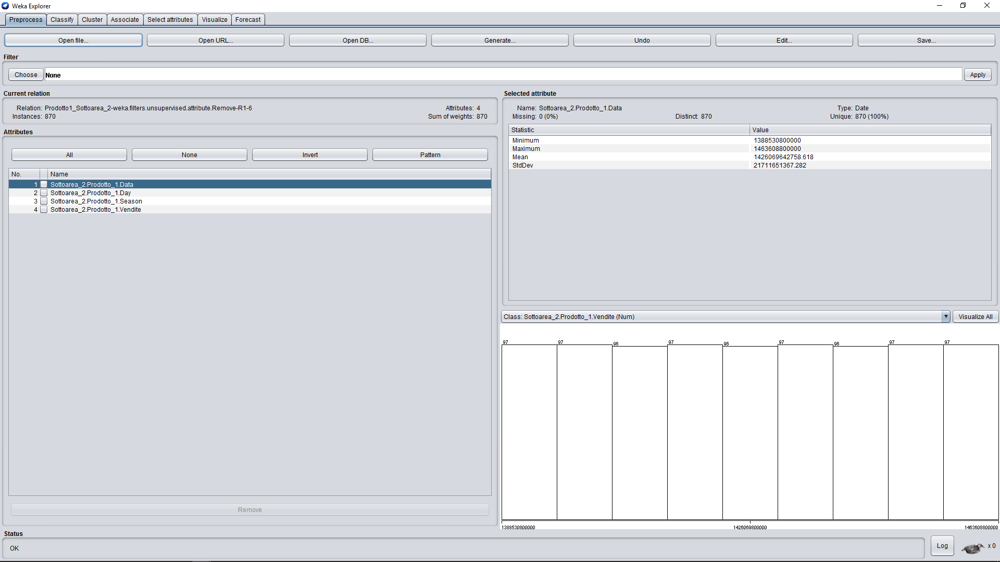 Weka Explorer
Preprocess Classify Cluster Associate Select attributes Visualize Forecast
Open file... Open URL... Open DB... Generate... Undo Edit... Save...
Filter
Choose None Apply
Current relation
Relation: Prodotto1_Sottoarea_2-weka.filters.unsupervised.attribute.Remove-R1-6 Attributes: 4
Instances: 870 Sum of weights: 870
Attributes
All None Invert Pattern
No. Name
1 Sottoarea_2.Prodotto_1.Data
2 Sottoarea_2.Prodotto_1.Day
3 Sottoarea_2.Prodotto_1.Season
4 Sottoarea_2.Prodotto_1.Vendite
Remove
Selected attribute
Name: Sottoarea_2.Prodotto_1.Data Type: Date
Missing: 0 (0%) Distinct: 870 Unique: 870 (100%)
Statistic Value
Minimum 1388530800000
Maximum 1463608800000
Mean 1426069642758.618
StdDev 21711651367.282
Class: Sottoarea_2.Prodotto_1.Vendite (Num) Visualize All
97 97 96 97 96 97 96 97 97
1388530800000 1426069800000 1463608800000
Status
OK Log x 0